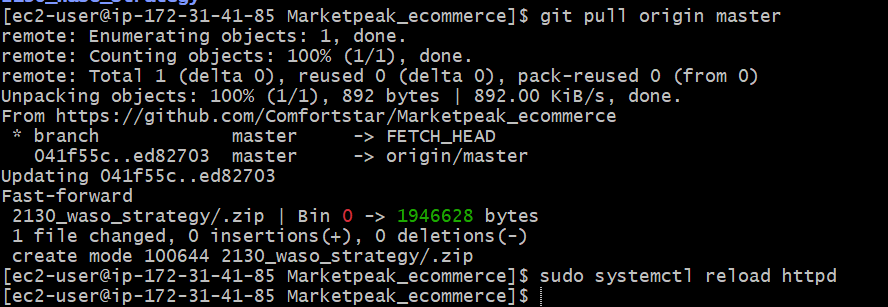 [ec2-user@ip-172-31-41-85 Marketpeak_ecommerce]$ git pull origin master
remote: Enumerating objects: 1, done.
remote: Counting objects: 100% (1/1), done.
remote: Total 1 (delta 0), reused 0 (delta 0), pack-reused 0 (from 0)
Unpacking objects: 100% (1/1), 892 bytes | 892.00 KiB/s, done.
From https://github.com/Comfortstar/Marketpeak_ecommerce
 * branch            master     -> FETCH_HEAD
   041f55c..ed82703  master     -> origin/master
Updating 041f55c..ed82703
Fast-forward
 2130_waso_strategy/.zip | Bin 0 -> 1946628 bytes
 1 file changed, 0 insertions(+), 0 deletions(-)
 create mode 100644 2130_waso_strategy/.zip
[ec2-user@ip-172-31-41-85 Marketpeak_ecommerce]$ sudo systemctl reload httpd
[ec2-user@ip-172-31-41-85 Marketpeak_ecommerce]$